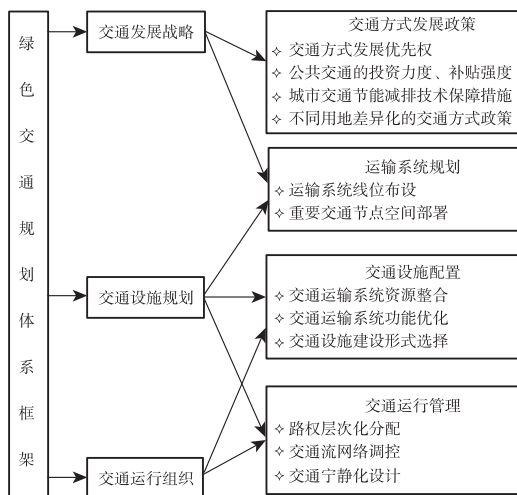 绿色交通规划体系框架
交通发展战略
交通设施规划
交通运行组织
交通方式发展政策
✧ 交通方式发展优先权
✧ 公共交通的投资力度、补贴强度
✧ 城市交通节能减排技术保障措施
✧ 不同用地差异化的交通方式政策
运输系统规划
✧ 运输系统线位布设
✧ 重要交通节点空间部署
交通设施配置
✧ 交通运输系统资源整合
✧ 交通运输系统功能优化
✧ 交通设施建设形式选择
交通运行管理
✧ 路权层次化分配
✧ 交通流网络调控
✧ 交通宁静化设计